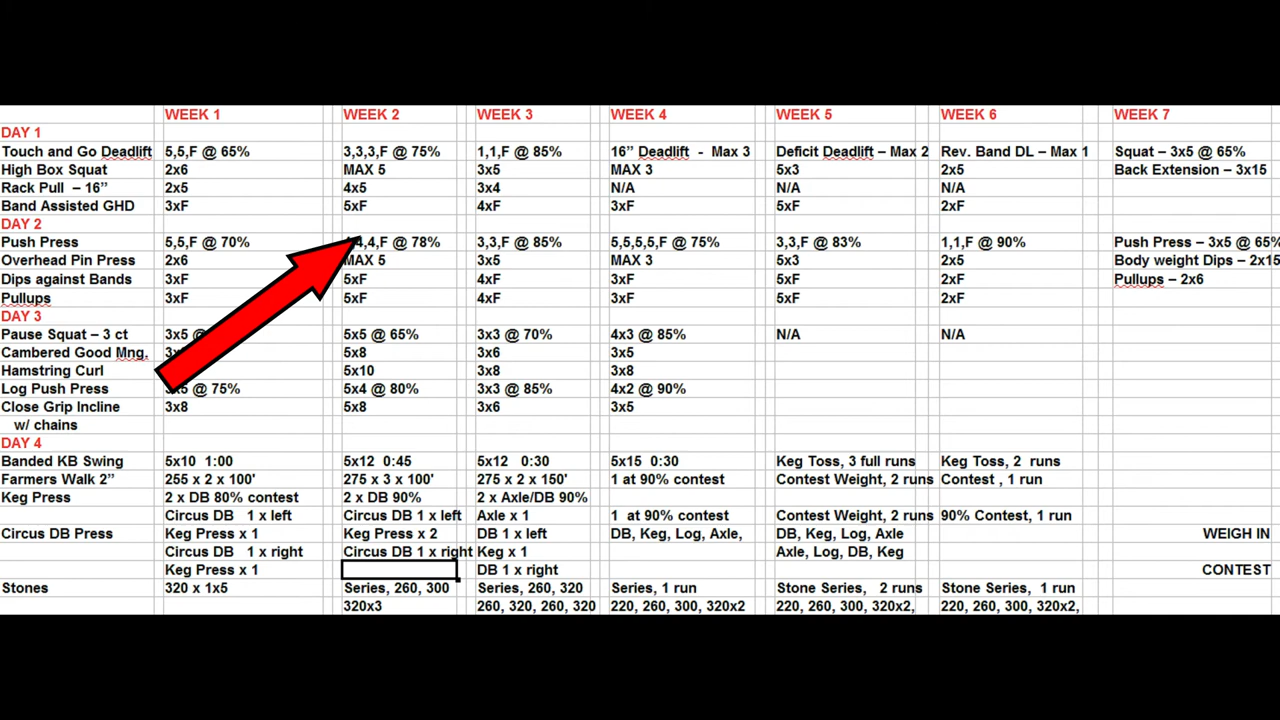 WEEK 1 WEEK 2 WEEK 3 WEEK 4 WEEK 5 WEEK 6 WEEK 7
DAY 1
Touch and Go Deadlift 5,5,F @ 65% 3,3,3,F @ 75% 1,1,F @ 85% 16” Deadlift - Max 3 Deficit Deadlift – Max 2 Rev. Band DL – Max 1 Squat – 3x5 @ 65%
High Box Squat 2x6 MAX 5 3x5 MAX 3 5x3 2x5 Back Extension – 3x15
Rack Pull – 16” 2x5 4x5 3x4 N/A N/A N/A
Band Assisted GHD 3xF 5xF 4xF 3xF 5xF 2xF
DAY 2
Push Press 5,5,F @ 70% 4,F @ 78% 3,3,F @ 85% 5,5,5,5,F @ 75% 3,3,F @ 83% 1,1,F @ 90% Push Press – 3x5 @ 65%
Overhead Pin Press 2x6 MAX 5 3x5 MAX 3 5x3 2x5 Body weight Dips – 2x15
Dips against Bands 3xF 5xF 4xF 3xF 5xF 2xF Pullups – 2x6
Pullups 3xF 5xF 4xF 3xF 5xF 2xF
DAY 3
Pause Squat – 3 ct 3x5 @ 5x5 @ 65% 3x3 @ 70% 4x3 @ 85% N/A N/A
Cambered Good Mng. 5x8 3x6 3x5
Hamstring Curl 5x10 3x8 3x8
Log Push Press @ 75% 5x4 @ 80% 3x3 @ 85% 4x2 @ 90%
Close Grip Incline 3x8 5x8 3x6 3x5
w/ chains
DAY 4
Banded KB Swing 5x10 1:00 5x12 0:45 5x12 0:30 5x15 0:30 Keg Toss, 3 full runs Keg Toss, 2 runs
Farmers Walk 2” 255 x 2 x 100' 275 x 3 x 100' 275 x 2 x 150' 1 at 90% contest Contest Weight, 2 runs Contest , 1 run
Keg Press 2 x DB 80% contest 2 x DB 90% 2 x Axle/DB 90%
Circus DB 1 x left Circus DB 1 x left Axle x 1 1 at 90% contest Contest Weight, 2 runs 90% Contest, 1 run
Circus DB Press Keg Press x 1 Keg Press x 2 DB 1 x left DB, Keg, Log, Axle, DB, Keg, Log, Axle WEIGH IN
Circus DB 1 x right Circus DB 1 x right Keg x 1 Axle, Log, DB, Keg
Keg Press x 1 DB 1 x right CONTEST
Stones 320 x 1x5 Series, 260, 300 Series, 260, 320 Series, 1 run Stone Series, 2 runs Stone Series, 1 run
320x3 260, 320, 260, 320 220, 260, 300, 320x2 220, 260, 300, 320x2, 220, 260, 300, 320x2,